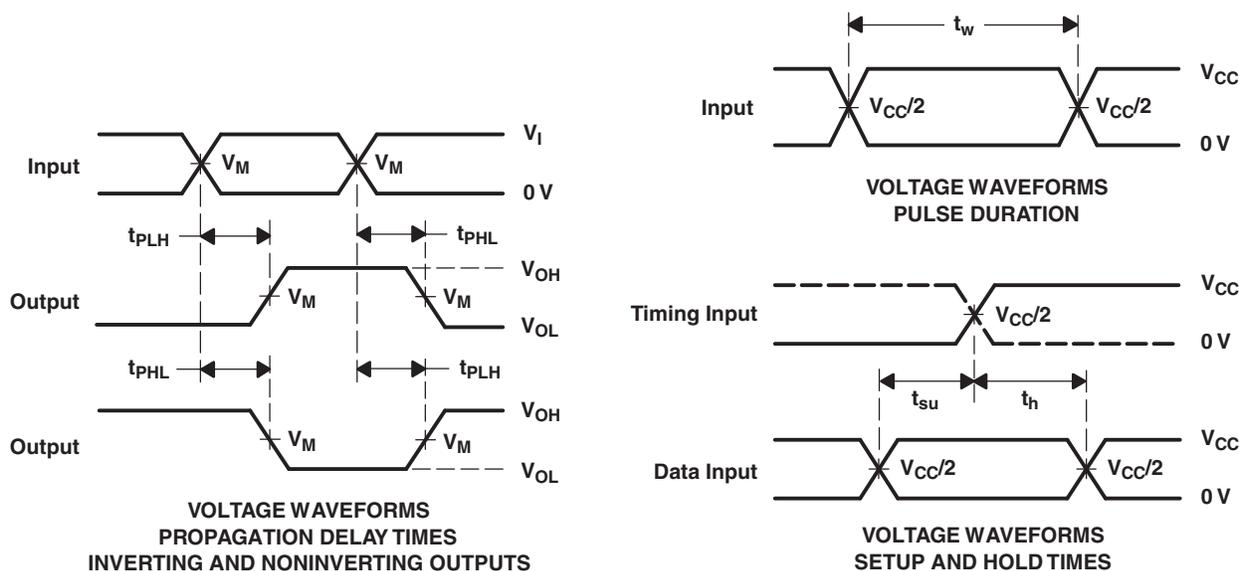 Input
V_M
V_M
V_I
0 V
t_PLH
t_PHL
Output
V_M
V_M
V_OH
V_OL
t_PHL
t_PLH
Output
V_M
V_M
V_OH
V_OL
VOLTAGE WAVEFORMS
PROPAGATION DELAY TIMES
INVERTING AND NONINVERTING OUTPUTS
t_w
Input
V_CC/2
V_CC/2
V_CC
0 V
VOLTAGE WAVEFORMS
PULSE DURATION
Timing Input
V_CC/2
V_CC
0 V
t_su
t_h
Data Input
V_CC/2
V_CC/2
V_CC
0 V
VOLTAGE WAVEFORMS
SETUP AND HOLD TIMES